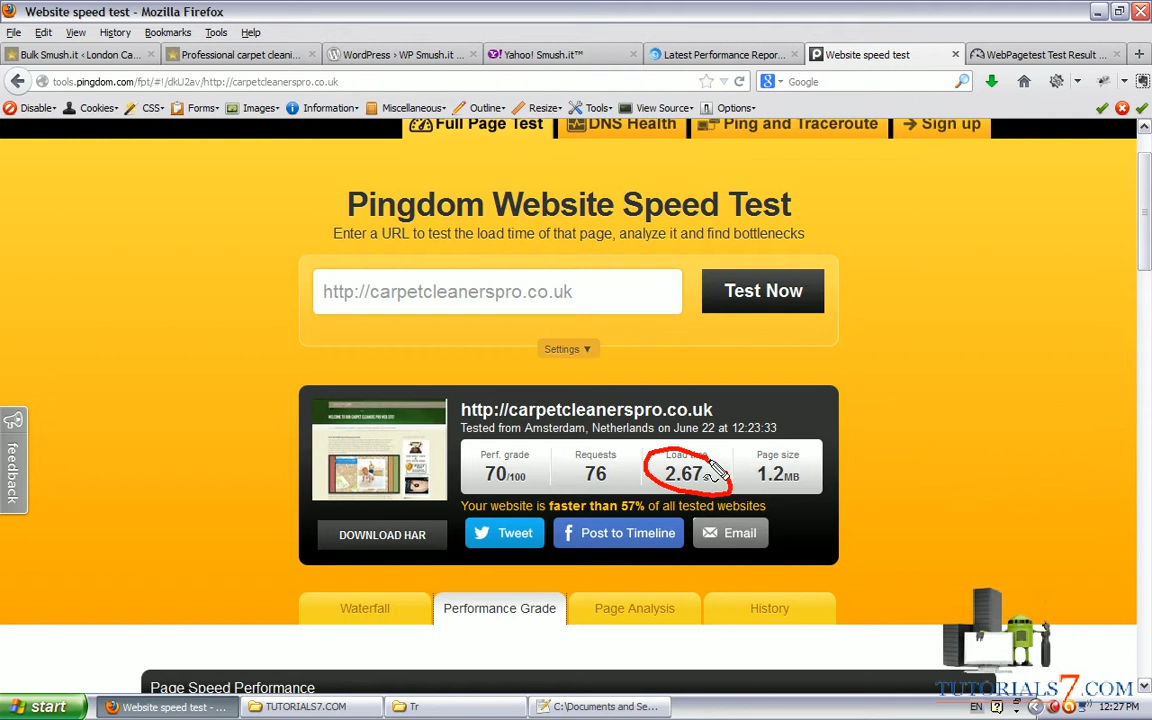 Website speed test - Mozilla Firefox
File Edit View History Bookmarks Tools Help
Bulk Smush.it < London Ca... Professional carpet cleani... WordPress › WP Smush.it ... Yahoo! Smush.it™ Latest Performance Repor... Website speed test WebPagetest Test Result ...
tools.pingdom.com/fpt/#!/dkU2av/http://carpetcleanerspro.co.uk Google
Disable Cookies CSS Forms Images Information Miscellaneous Outline Resize Tools View Source Options
Full Page Test DNS Health Ping and Traceroute Sign up
Pingdom Website Speed Test
Enter a URL to test the load time of that page, analyze it and find bottlenecks
http://carpetcleanerspro.co.uk Test Now
Settings ▼
http://carpetcleanerspro.co.uk
Tested from Amsterdam, Netherlands on June 22 at 12:23:33
Perf. grade Requests Load Page size
70/100 76 2.67s 1.2MB
Your website is faster than 57% of all tested websites
DOWNLOAD HAR Tweet Post to Timeline Email
feedback
Waterfall Performance Grade Page Analysis History
Page Speed Performance
TUTORIALS7.COM
start Website speed test - ... TUTORIALS7.COM Tr C:\Documents and Se... EN 12:27 PM